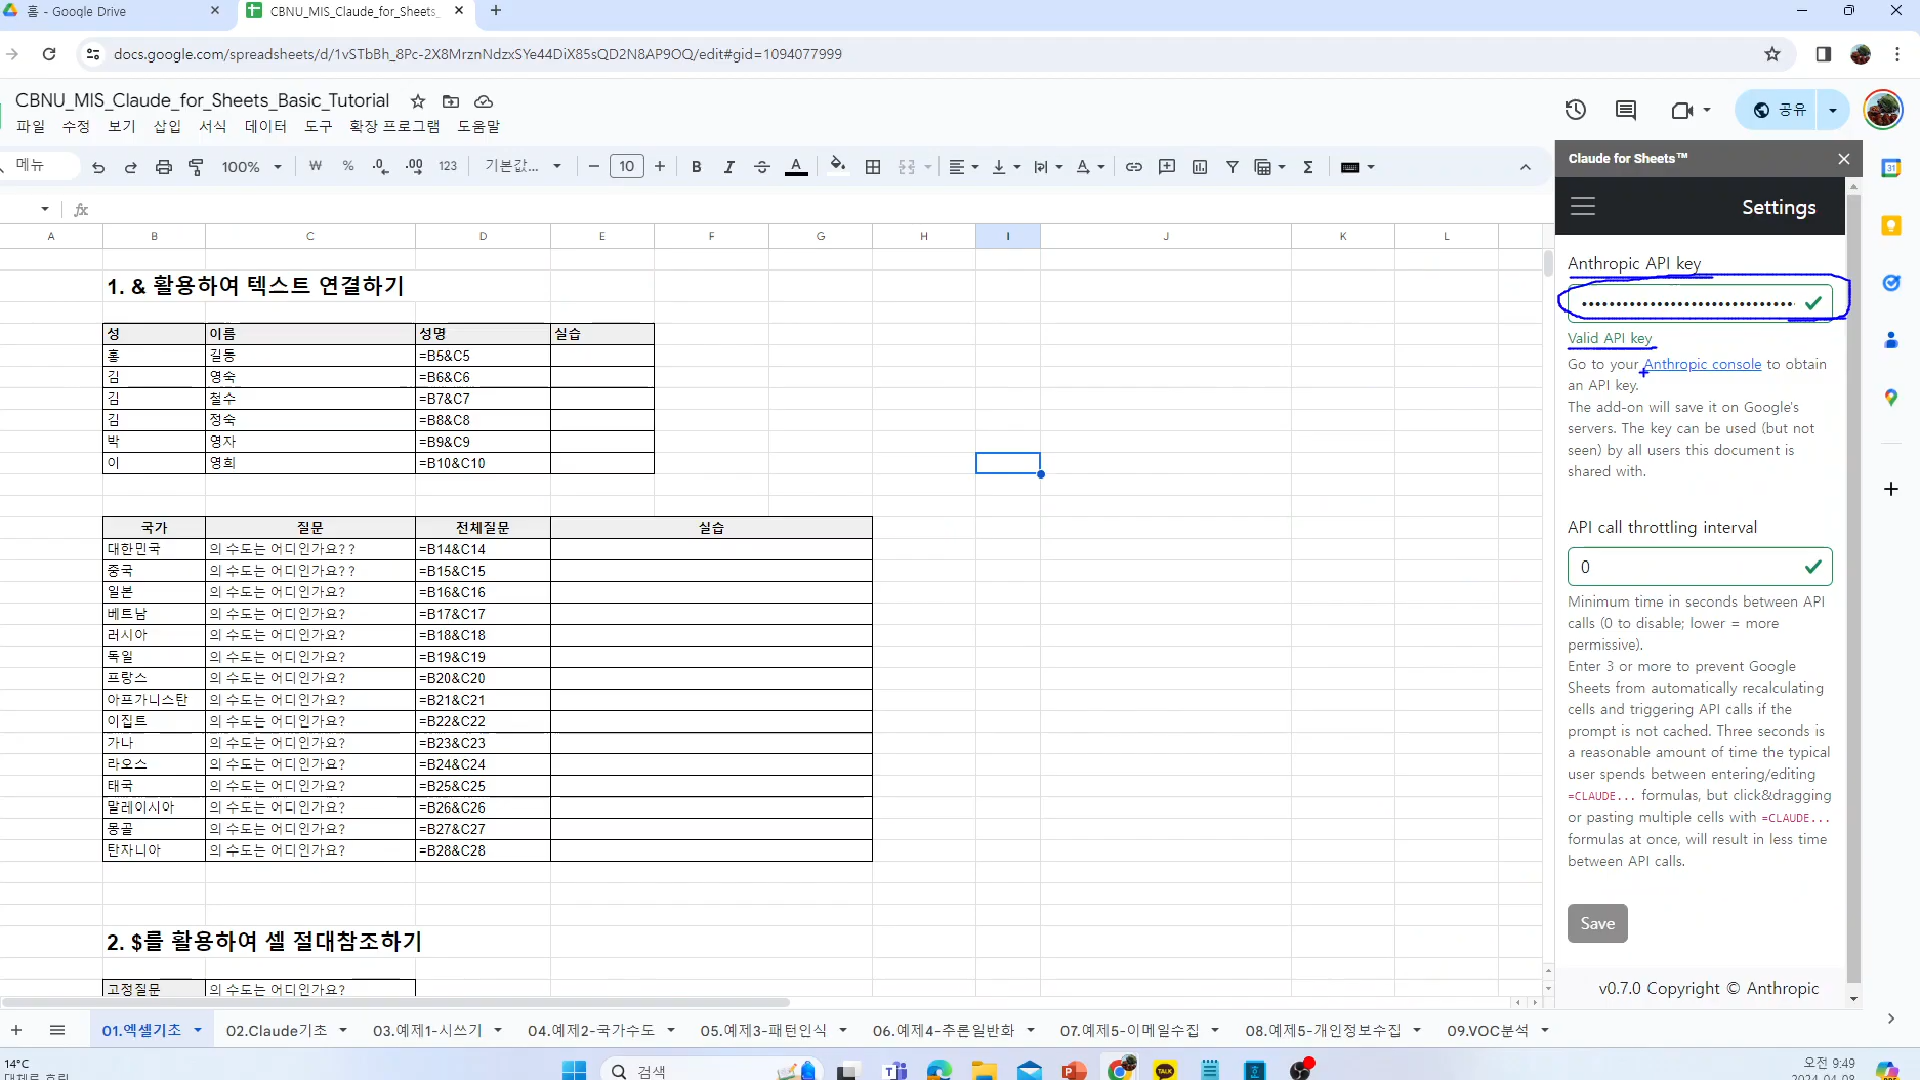 홈 - Google Drive
CBNU_MIS_Claude_for_Sheets_
docs.google.com/spreadsheets/d/1vSTbBh_8Pc-2X8MrznNdzxSYe44DiX85sQD2N8AP9OQ/edit#gid=1094077999
CBNU_MIS_Claude_for_Sheets_Basic_Tutorial
파일 수정 보기 삽입 서식 데이터 도구 확장 프로그램 도움말
공유
메뉴 100% ₩ % .0 .00 123 기본값... 10 B I A Σ
fx
A B C D E F G H I J K L
1. & 활용하여 텍스트 연결하기
성 이름 성명 실습
홍 길동 =B5&C5
김 영숙 =B6&C6
김 철수 =B7&C7
김 정숙 =B8&C8
박 영자 =B9&C9
이 영희 =B10&C10
국가 질문 전체질문 실습
대한민국 의 수도는 어디인가요?? =B14&C14
중국 의 수도는 어디인가요?? =B15&C15
일본 의 수도는 어디인가요? =B16&C16
베트남 의 수도는 어디인가요? =B17&C17
러시아 의 수도는 어디인가요? =B18&C18
독일 의 수도는 어디인가요? =B19&C19
프랑스 의 수도는 어디인가요? =B20&C20
아프가니스탄 의 수도는 어디인가요? =B21&C21
이집트 의 수도는 어디인가요? =B22&C22
가나 의 수도는 어디인가요? =B23&C23
라오스 의 수도는 어디인가요? =B24&C24
태국 의 수도는 어디인가요? =B25&C25
말레이시아 의 수도는 어디인가요? =B26&C26
몽골 의 수도는 어디인가요? =B27&C27
탄자니아 의 수도는 어디인가요? =B28&C28
2. $를 활용하여 셀 절대참조하기
고정질문 의 수도는 어디인가요?
Claude for Sheets™
Settings
Anthropic API key
Valid API key
Go to your Anthropic console to obtain
an API key.
The add-on will save it on Google's
servers. The key can be used (but not
seen) by all users this document is
shared with.
API call throttling interval
0
Minimum time in seconds between API
calls (0 to disable; lower = more
permissive).
Enter 3 or more to prevent Google
Sheets from automatically recalculating
cells and triggering API calls if the
prompt is not cached. Three seconds is
a reasonable amount of time the typical
user spends between entering/editing
=CLAUDE... formulas, but click&dragging
or pasting multiple cells with =CLAUDE...
formulas at once, will result in less time
between API calls.
Save
v0.7.0 Copyright © Anthropic
31
01.엑셀기초 02.Claude기초 03.예제1-시쓰기 04.예제2-국가수도 05.예제3-패턴인식 06.예제4-추론일반화 07.예제5-이메일수집 08.예제5-개인정보수집 09.VOC분석
14°C
대체로 흐림
검색
TALK
오전 9:49
2024-04-08